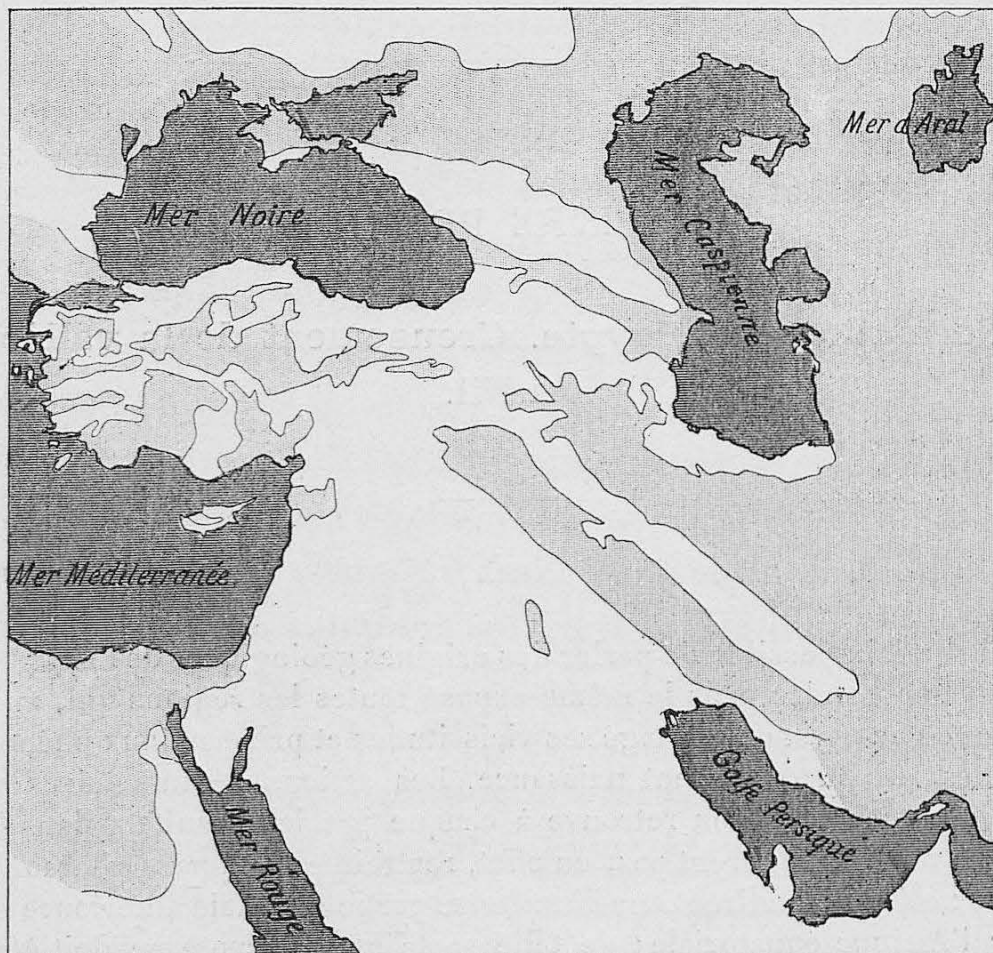 Mer d'Aral
Mer Noire
Mer Caspienne
Mer Méditerranée
Mer Rouge
Golfe Persique